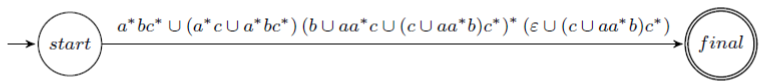 a*bc* ∪ (a*c ∪ a*bc*) (b ∪ aa*c ∪ (c ∪ aa*b)c*)* (ε ∪ (c ∪ aa*b)c*)
start final